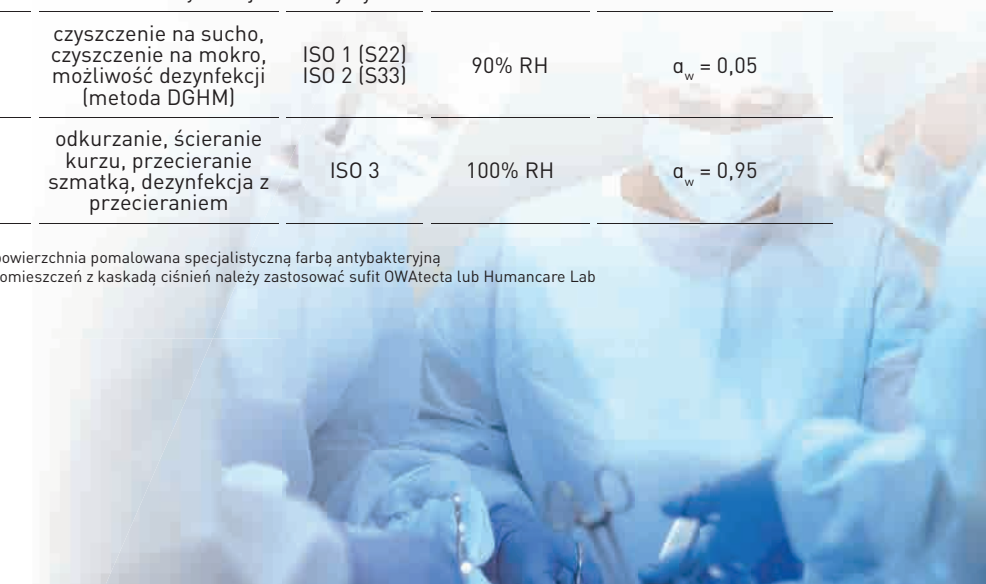 czyszczenie na sucho,
czyszczenie na mokro,
możliwość dezynfekcji
(metoda DGHM)
ISO 1 (S22)
ISO 2 (S33)
90% RH
αw = 0,05
odkurzanie, ścieranie
kurzu, przecieranie
szmatką, dezynfekcja z
przecieraniem
ISO 3
100% RH
αw = 0,95
powierzchnia pomalowana specjalistyczną farbą antybakteryjną
omieszczeń z kaskadą ciśnień należy zastosować sufit OWAtecta lub Humancare Lab